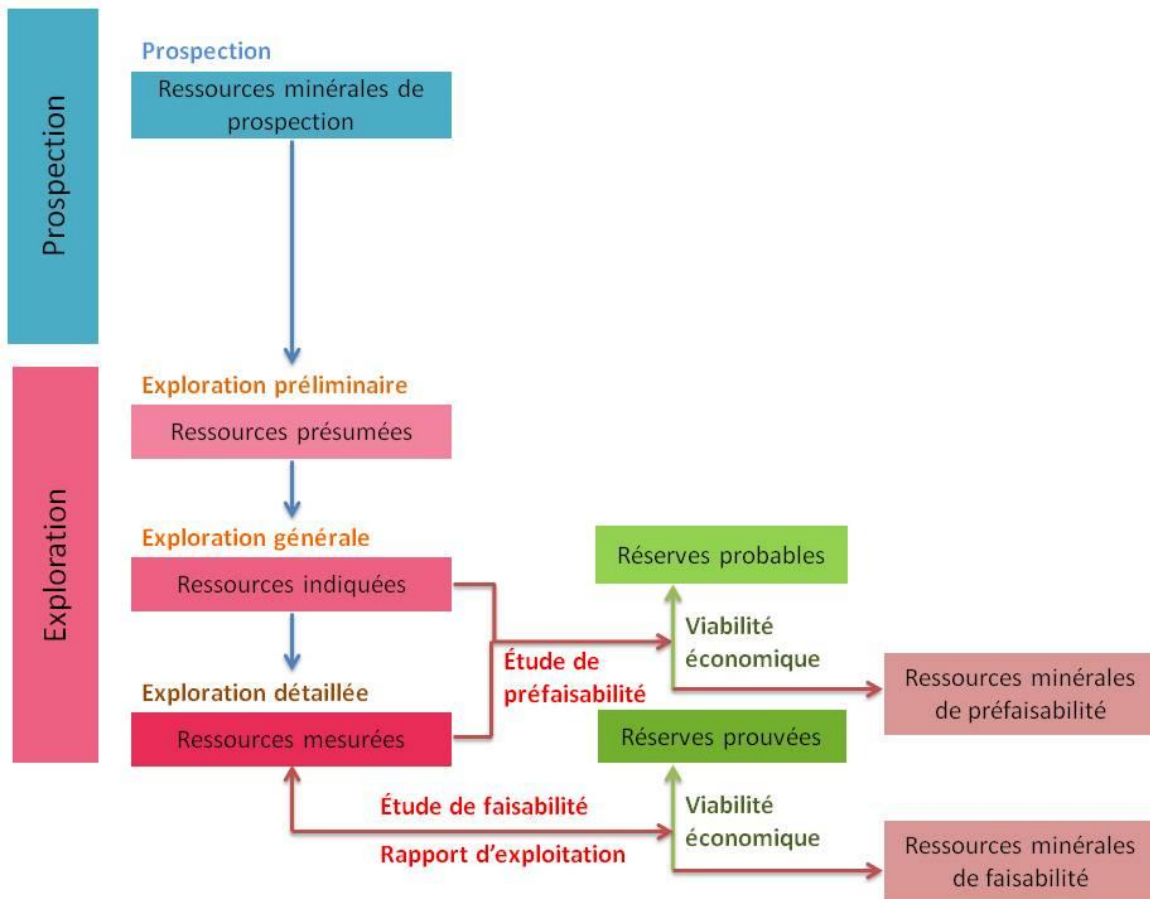 Prospection
Prospection
Ressources minérales de
prospection
Exploration
Exploration préliminaire
Ressources présumées
Exploration générale
Ressources indiquées
Exploration détaillée
Ressources mesurées
Étude de
préfaisabilité
Réserves probables
Viabilité
économique
Ressources minérales
de préfaisabilité
Réserves prouvées
Étude de faisabilité
Rapport d’exploitation
Viabilité
économique
Ressources minérales
de faisabilité